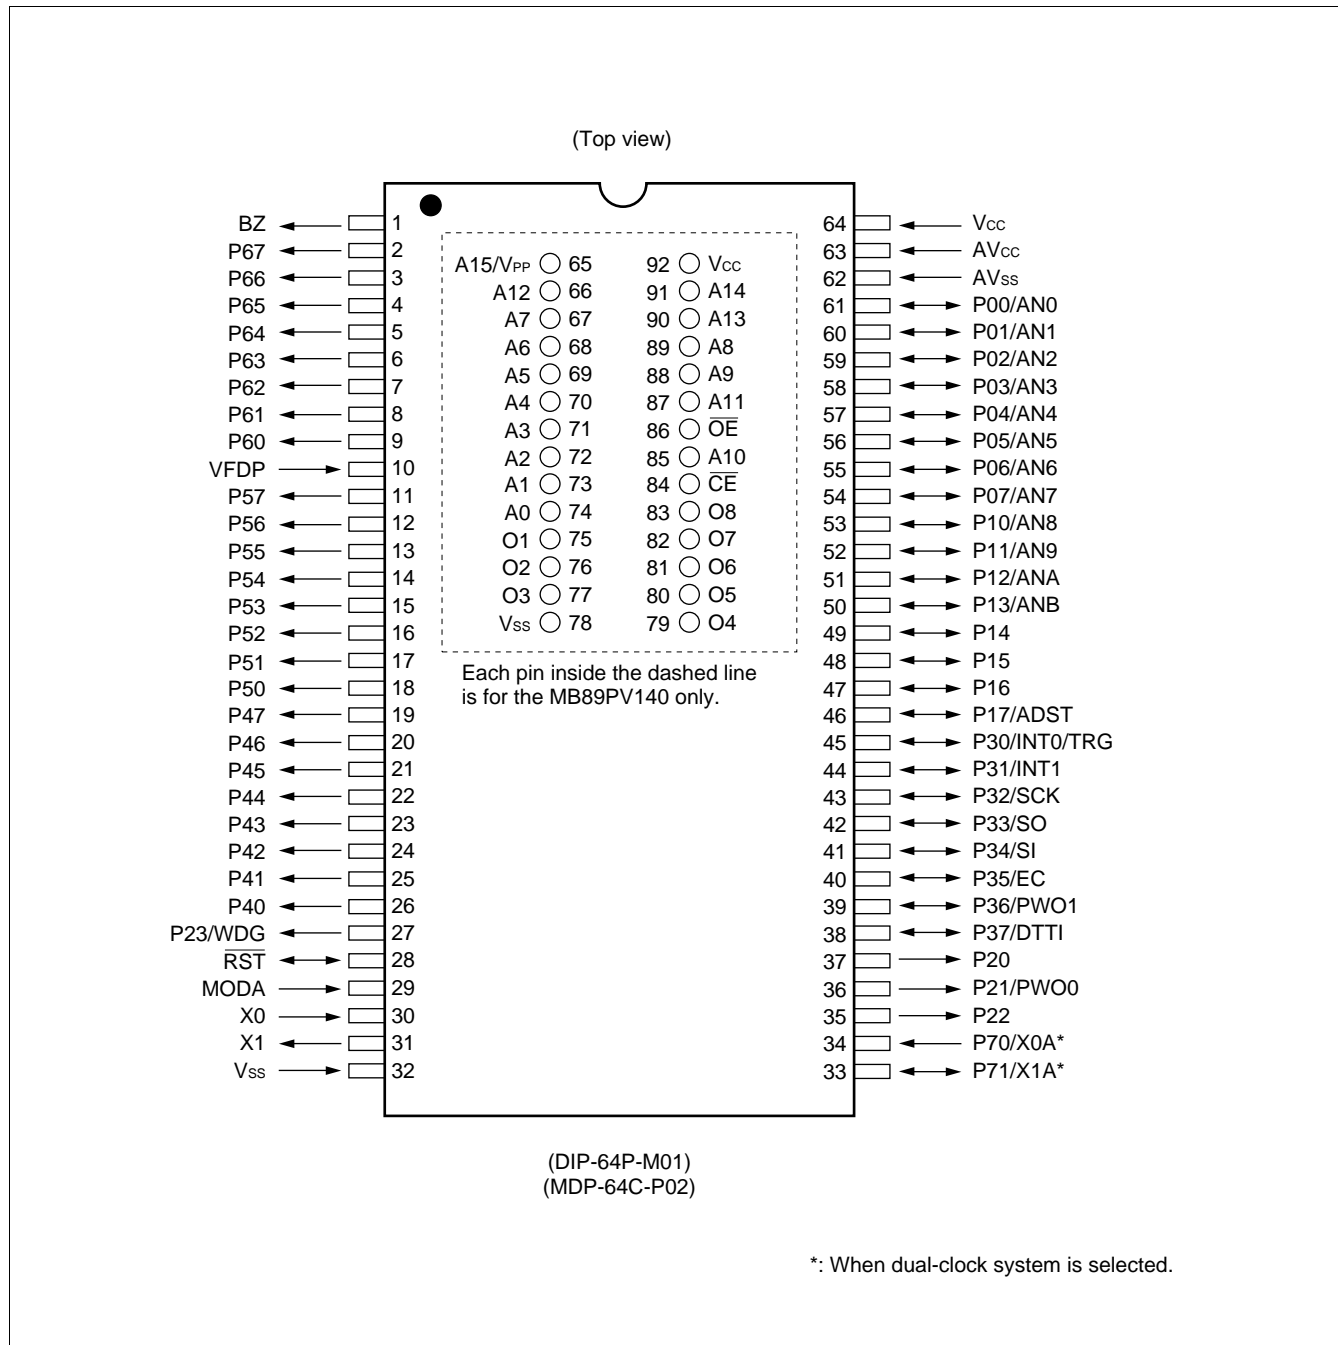 (Top view)
BZ 1 64 Vcc
P67 2 63 AVcc
P66 3 A15/VPP 65 92 Vcc 62 AVss
P65 4 A12 66 91 A14 61 P00/AN0
P64 5 A7 67 90 A13 60 P01/AN1
P63 6 A6 68 89 A8 59 P02/AN2
P62 7 A5 69 88 A9 58 P03/AN3
P61 8 A4 70 87 A11 57 P04/AN4
P60 9 A3 71 86 O̅E̅ 56 P05/AN5
VFDP 10 A2 72 85 A10 55 P06/AN6
P57 11 A1 73 84 C̅E̅ 54 P07/AN7
P56 12 A0 74 83 O8 53 P10/AN8
P55 13 O1 75 82 O7 52 P11/AN9
P54 14 O2 76 81 O6 51 P12/ANA
P53 15 O3 77 80 O5 50 P13/ANB
P52 16 Vss 78 79 O4 49 P14
P51 17 48 P15
Each pin inside the dashed line
P50 18 47 P16
is for the MB89PV140 only.
P47 19 46 P17/ADST
P46 20 45 P30/INT0/TRG
P45 21 44 P31/INT1
P44 22 43 P32/SCK
P43 23 42 P33/SO
P42 24 41 P34/SI
P41 25 40 P35/EC
P40 26 39 P36/PWO1
P23/WDG 27 38 P37/DTTI
R̅S̅T̅ 28 37 P20
MODA 29 36 P21/PWO0
X0 30 35 P22
X1 31 34 P70/X0A*
Vss 32 33 P71/X1A*
(DIP-64P-M01)
(MDP-64C-P02)
*: When dual-clock system is selected.